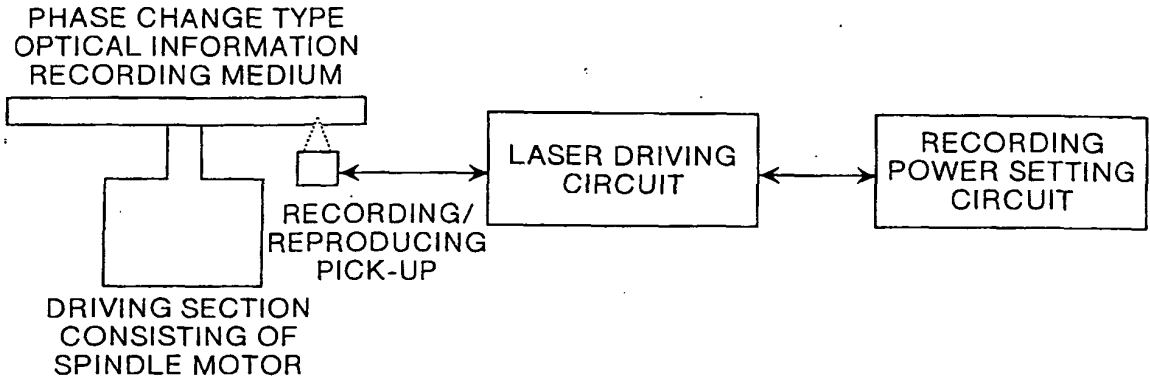 PHASE CHANGE TYPE
OPTICAL INFORMATION
RECORDING MEDIUM
LASER DRIVING
CIRCUIT
RECORDING
POWER SETTING
CIRCUIT
RECORDING/
REPRODUCING
PICK-UP
DRIVING SECTION
CONSISTING OF
SPINDLE MOTOR